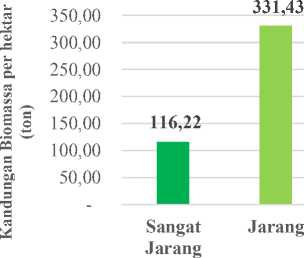 Kandungan Biomassa per hektar
(ton)
350,00
300,00
250,00
200,00
150,00
100,00
50,00
-
331,43
116,22
Sangat
Jarang
Jarang